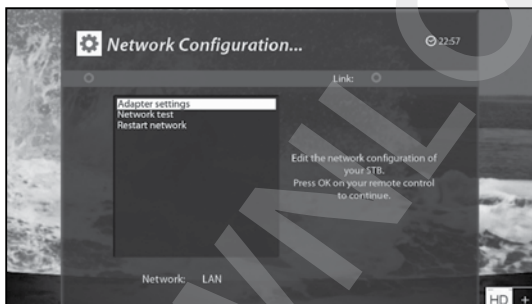 Network Configuration...
22:57
Link:
Adapter settings
Network test
Restart network
Edit the network configuration of
your STB.
Press OK on your remote control
to continue.
Network: LAN
HD